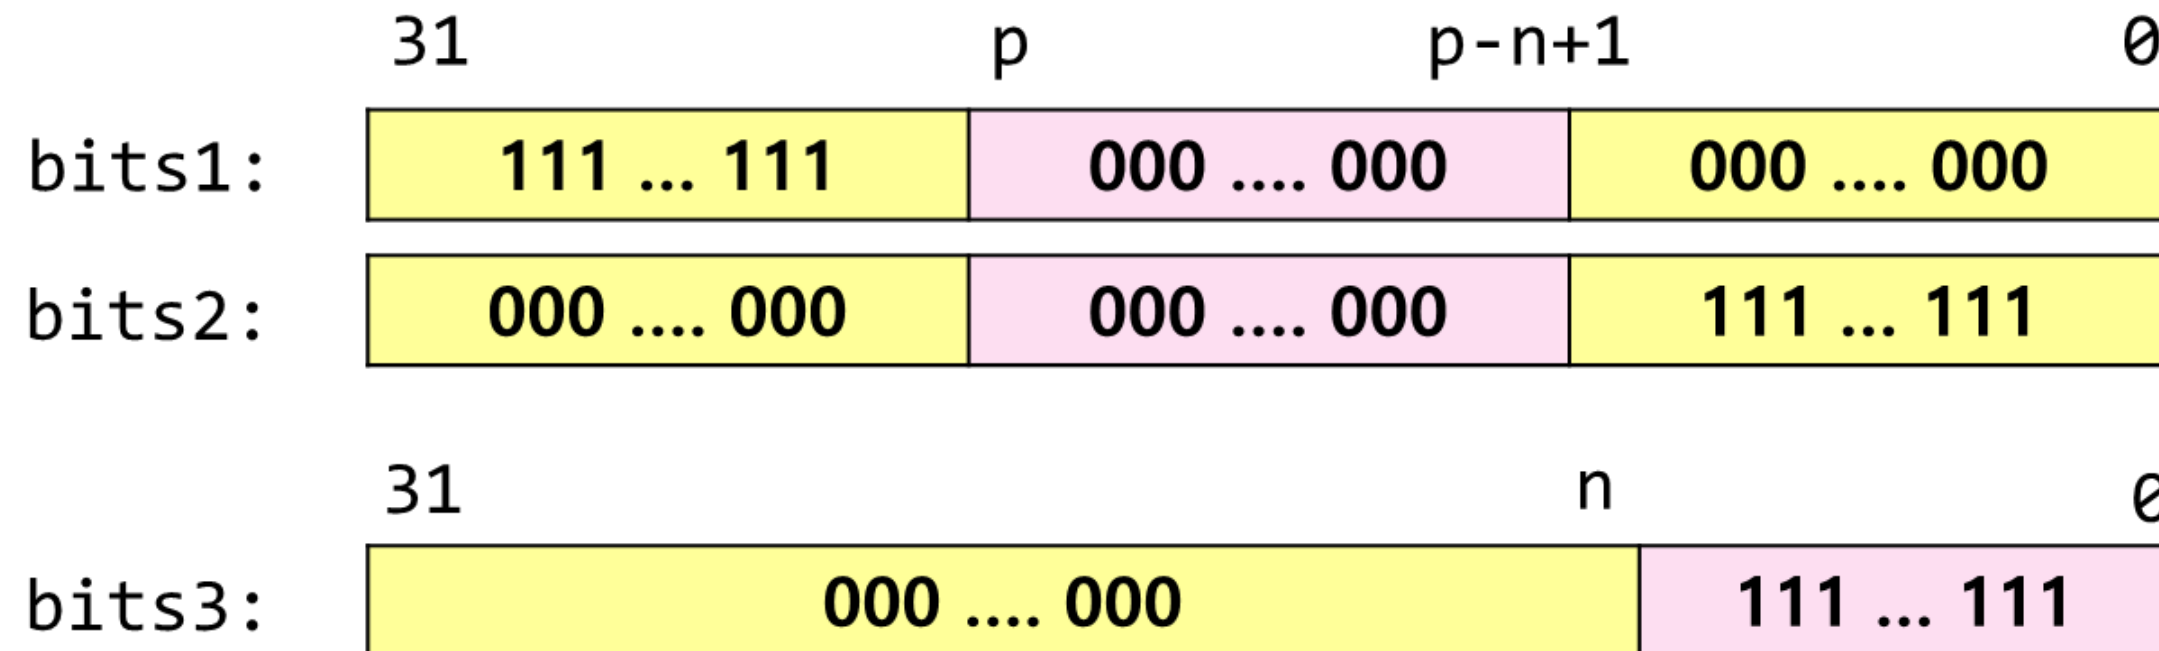 31 p p-n+1 0
bits1: 111 ... 111 000 .... 000 000 .... 000
bits2: 000 .... 000 000 .... 000 111 ... 111
31 n 0
bits3: 000 .... 000 111 ... 111